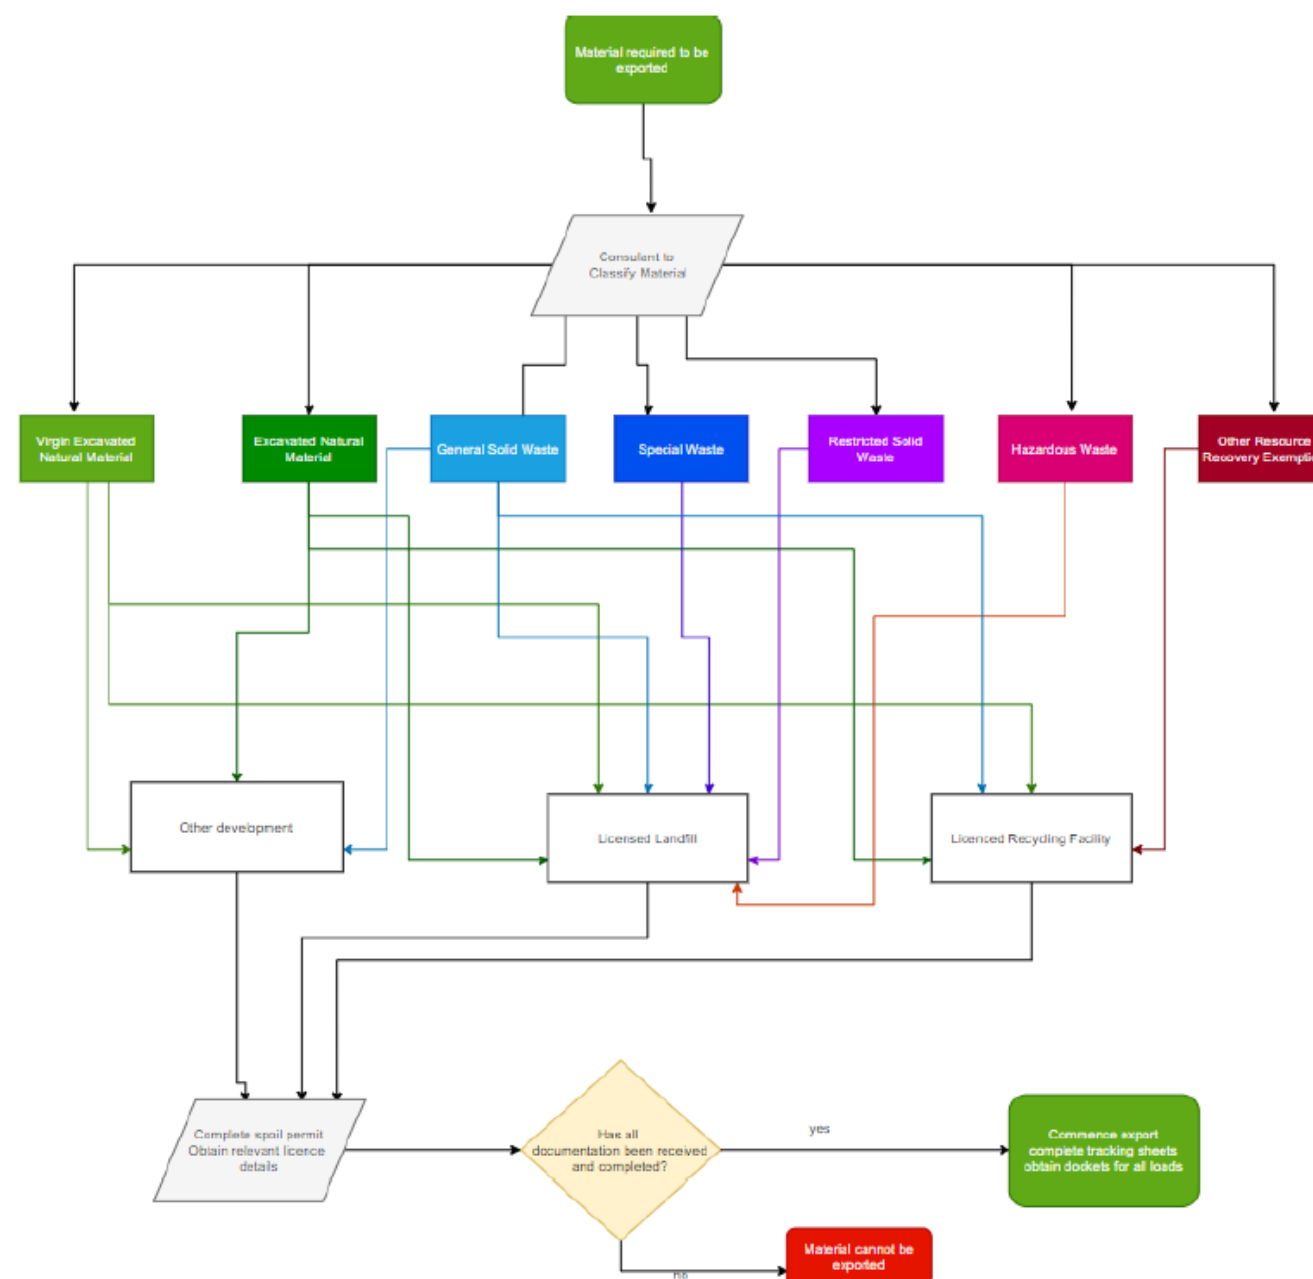 Material required to be
exported
Consulant to
Classify Material
Virgin Excavated
Natural Material
Excavated Natural
Material
General Solid Waste
Special Waste
Restricted Solid
Waste
Hazardous Waste
Other Resource
Recovery Exempti
Other development
Licensed Landfill
Licenced Recycling Facility
Complete spoil permit
Obtain relevant licence
details
Has all
documentation been received
and completed?
yes
Commence export
complete tracking sheets
obtain dockets for all loads
Material cannot be
exported
no